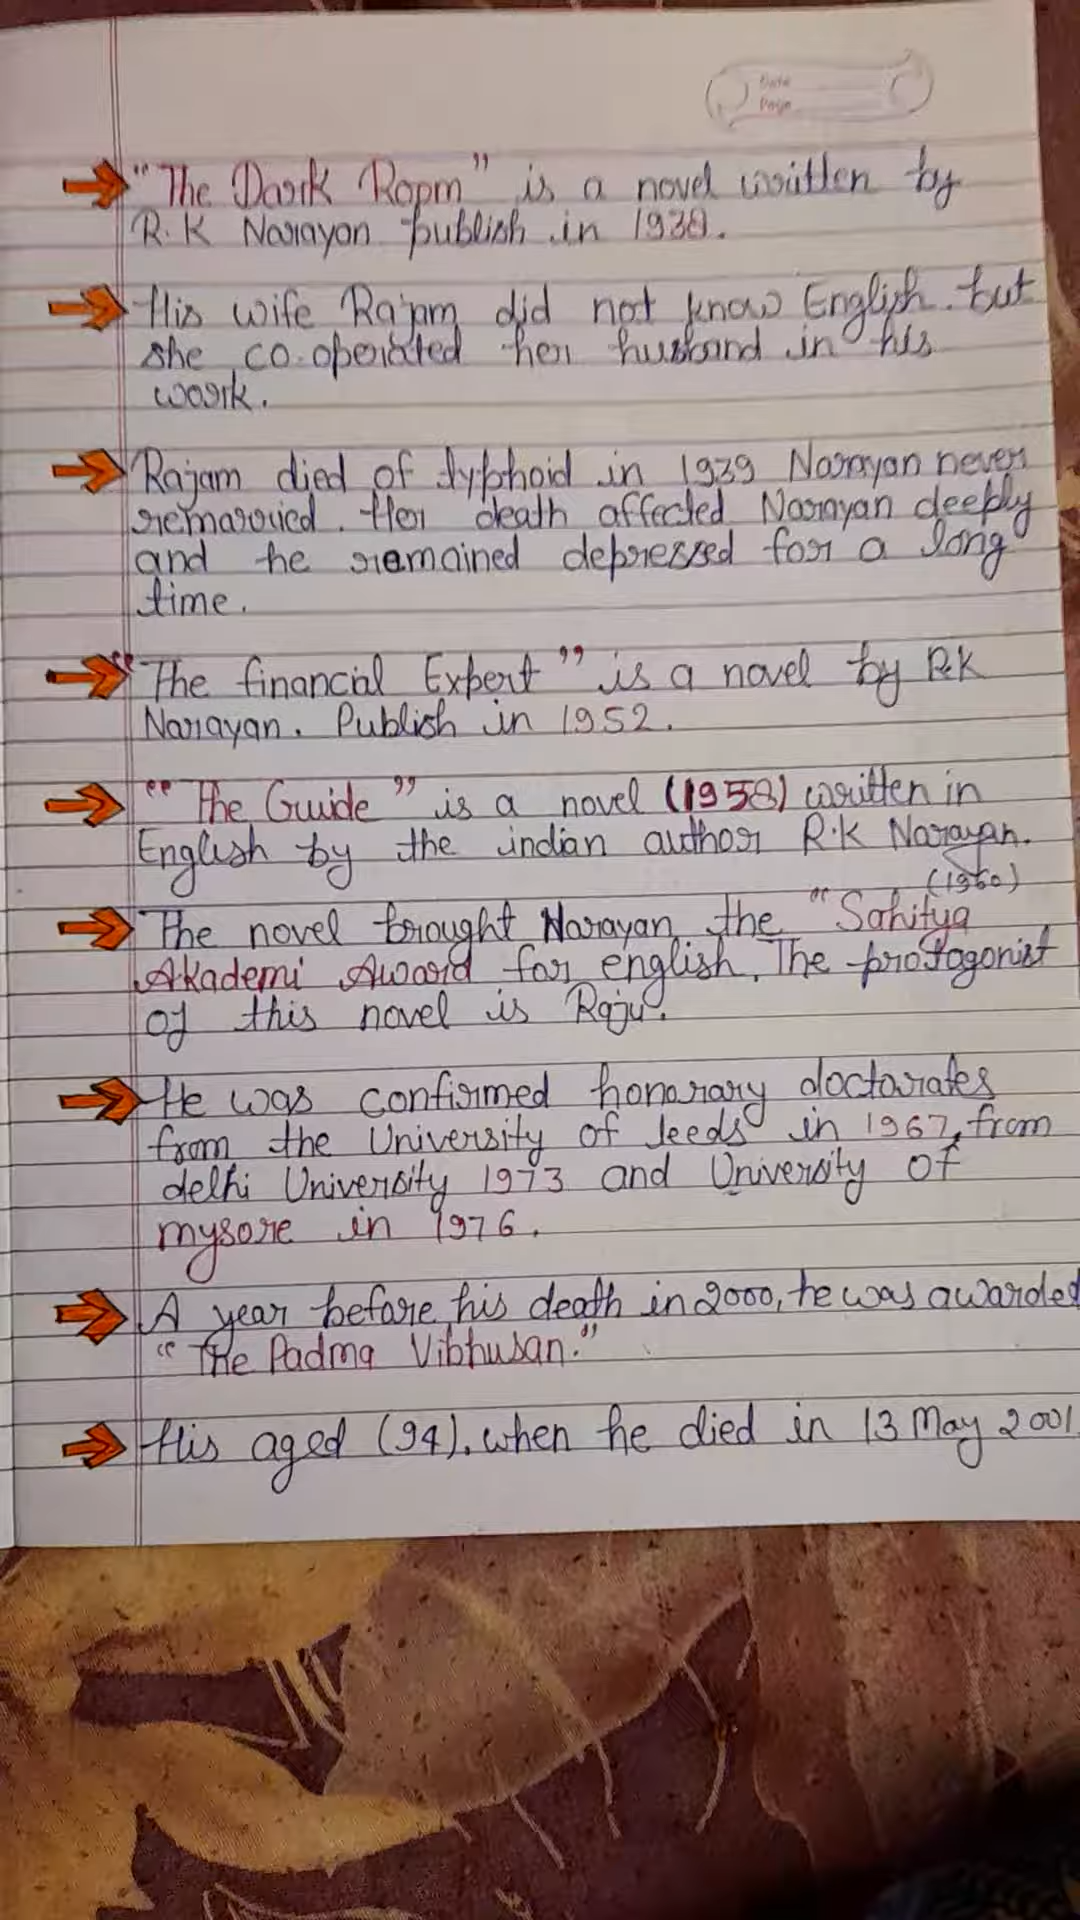 Date
Page
"The Dark Room" is a novel written by
R.K Narayan publish in 1938.
His wife Rajam did not know English. but
she co-operated her husband in his
work.
Rajam died of typhoid in 1939 Narayan never
remarried. Her death affected Narayan deeply
and he remained depressed for a long
time.
"The financial Expert" is a novel by R.K
Narayan. Publish in 1952.
"The Guide" is a novel (1958) written in
English by the indian author R.K Narayan.
(1960)
The novel brought Narayan the "Sahitya
Akademi Award for english. The protagonist
of this novel is Raju.
He was confirmed honorary doctorates
from the University of leeds in 1967, from
delhi University 1973 and University of
mysore in 1976.
A year before his death in 2000, he was awarded
"The Padma Vibhusan."
His aged (94), when he died in 13 May 2001